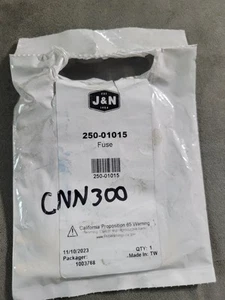 J&N
250-01015
Fuse
250-01015
CNN300
California Proposition 65 Warning
11/10/2023
QTY: 1
Packager:
Made In: TW
1003768